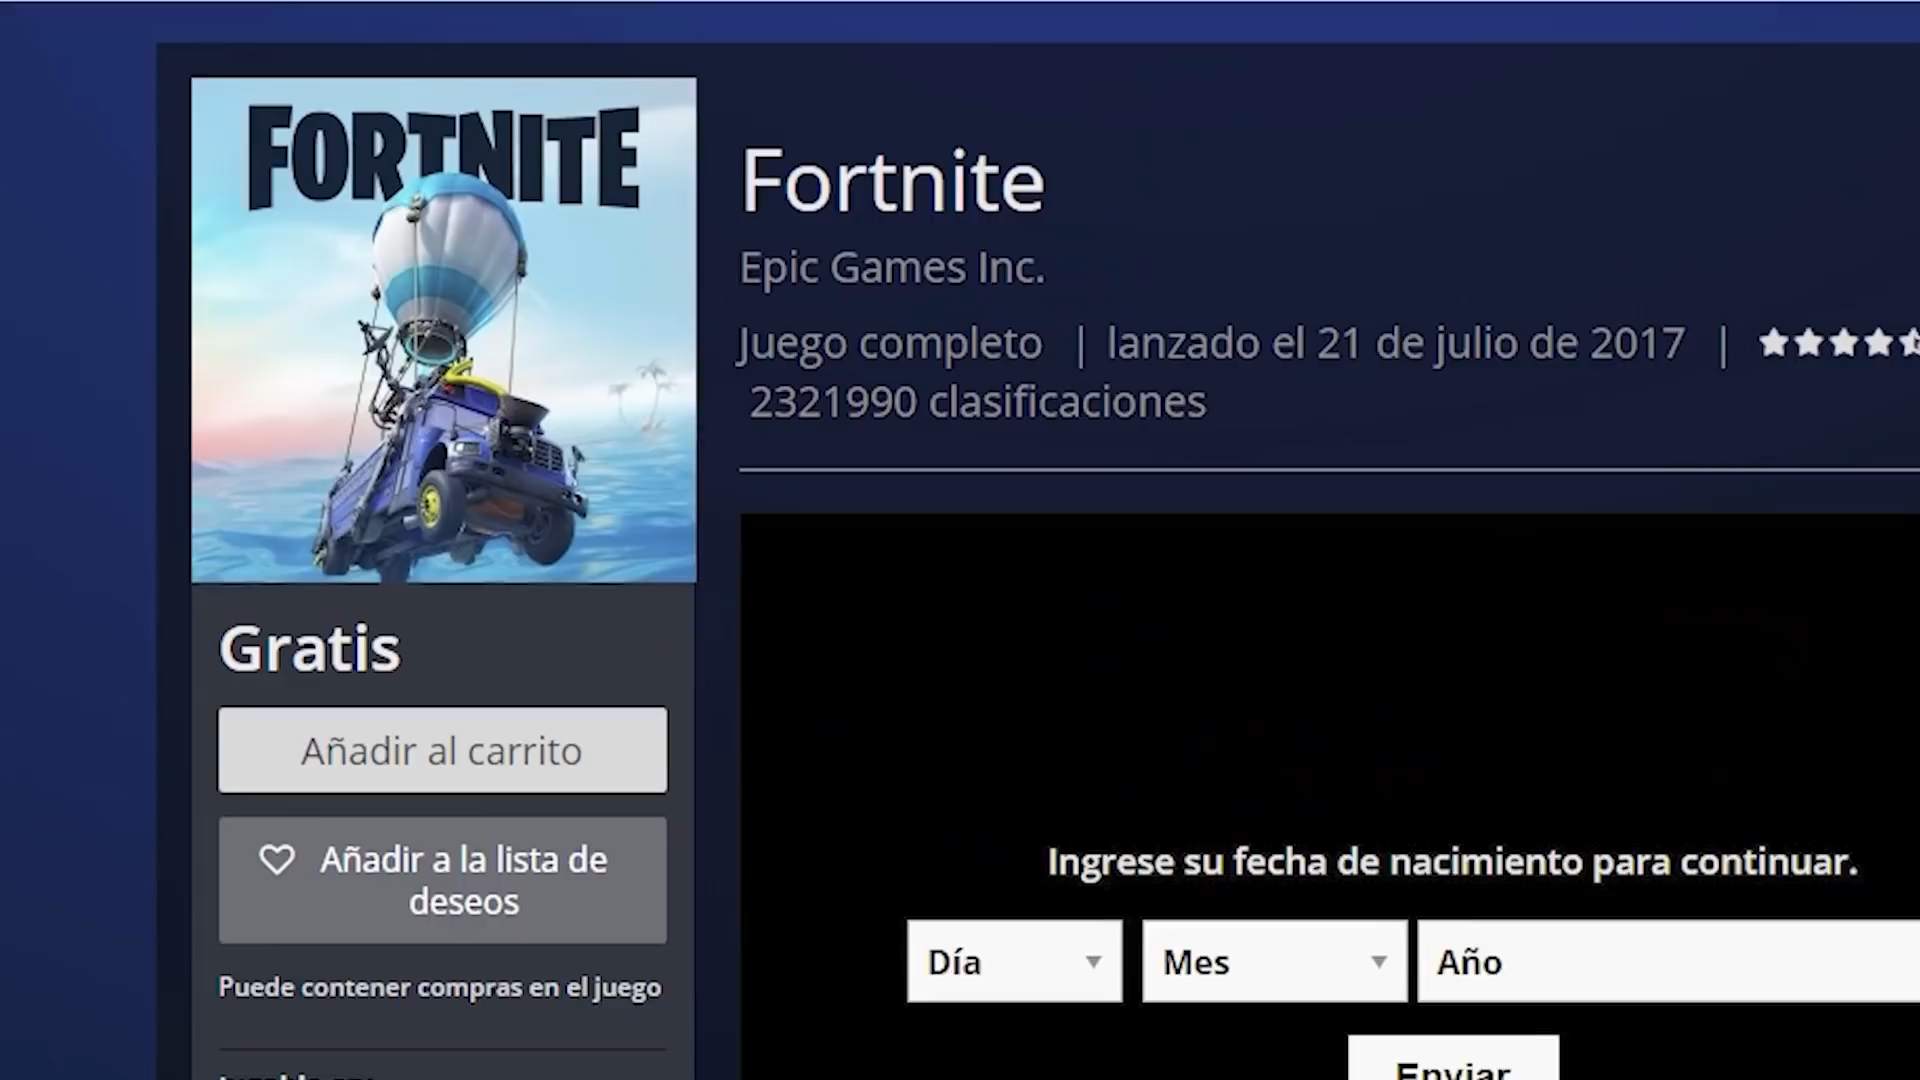 FORTNITE
Fortnite
Epic Games Inc.
Juego completo | lanzado el 21 de julio de 2017 |
2321990 clasificaciones
Gratis
Añadir al carrito
Añadir a la lista de
deseos
Puede contener compras en el juego
Ingrese su fecha de nacimiento para continuar.
Día
Mes
Año
Enviar